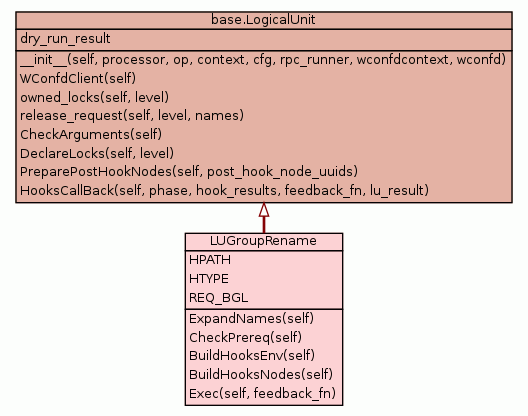 base.LogicalUnit
dry_run_result
__init__(self, processor, op, context, cfg, rpc_runner, wconfdcontext, wconfd)
WConfdClient(self)
owned_locks(self, level)
release_request(self, level, names)
CheckArguments(self)
DeclareLocks(self, level)
PreparePostHookNodes(self, post_hook_node_uuids)
HooksCallBack(self, phase, hook_results, feedback_fn, lu_result)
LUGroupRename
HPATH
HTYPE
REQ_BGL
ExpandNames(self)
CheckPrereq(self)
BuildHooksEnv(self)
BuildHooksNodes(self)
Exec(self, feedback_fn)